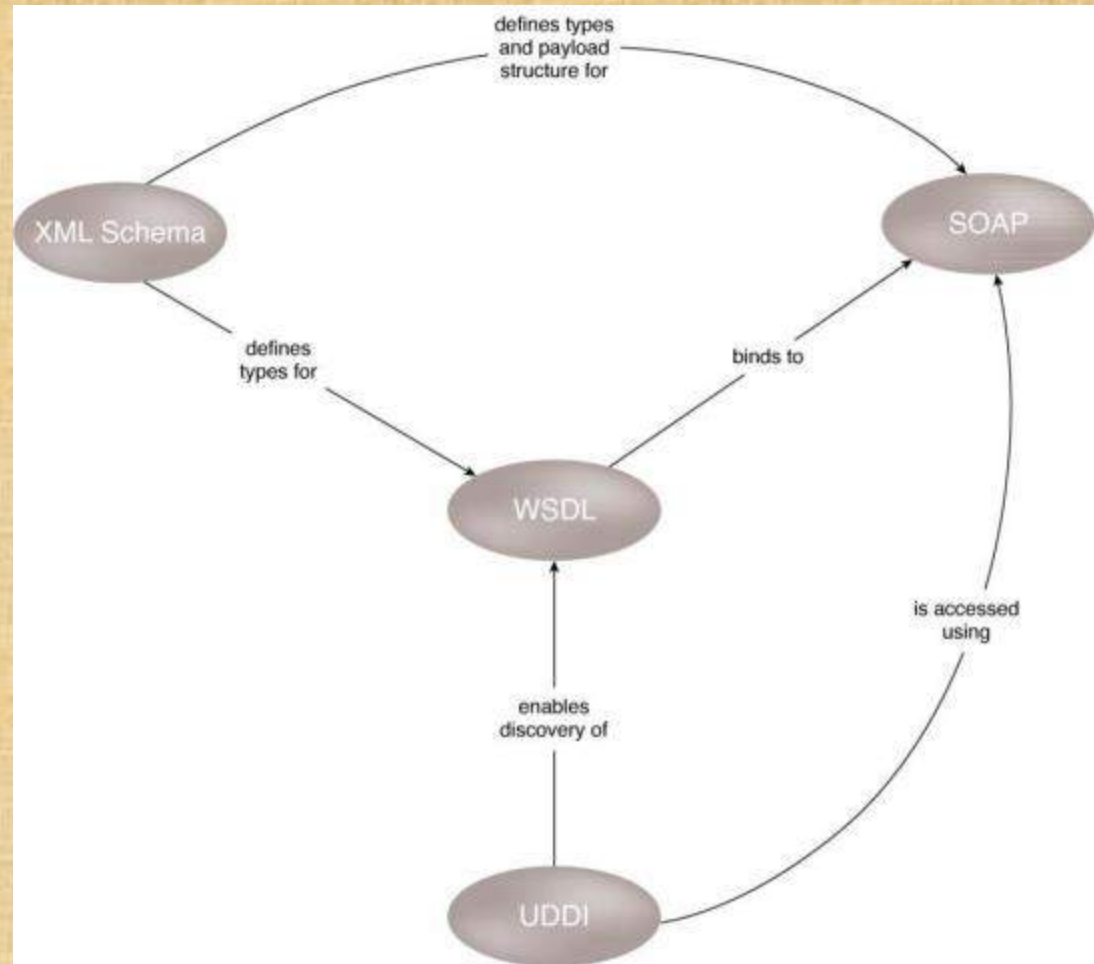 defines types
and payload
structure for
XML Schema
SOAP
defines
types for
binds to
WSDL
is accessed
using
enables
discovery of
UDDI